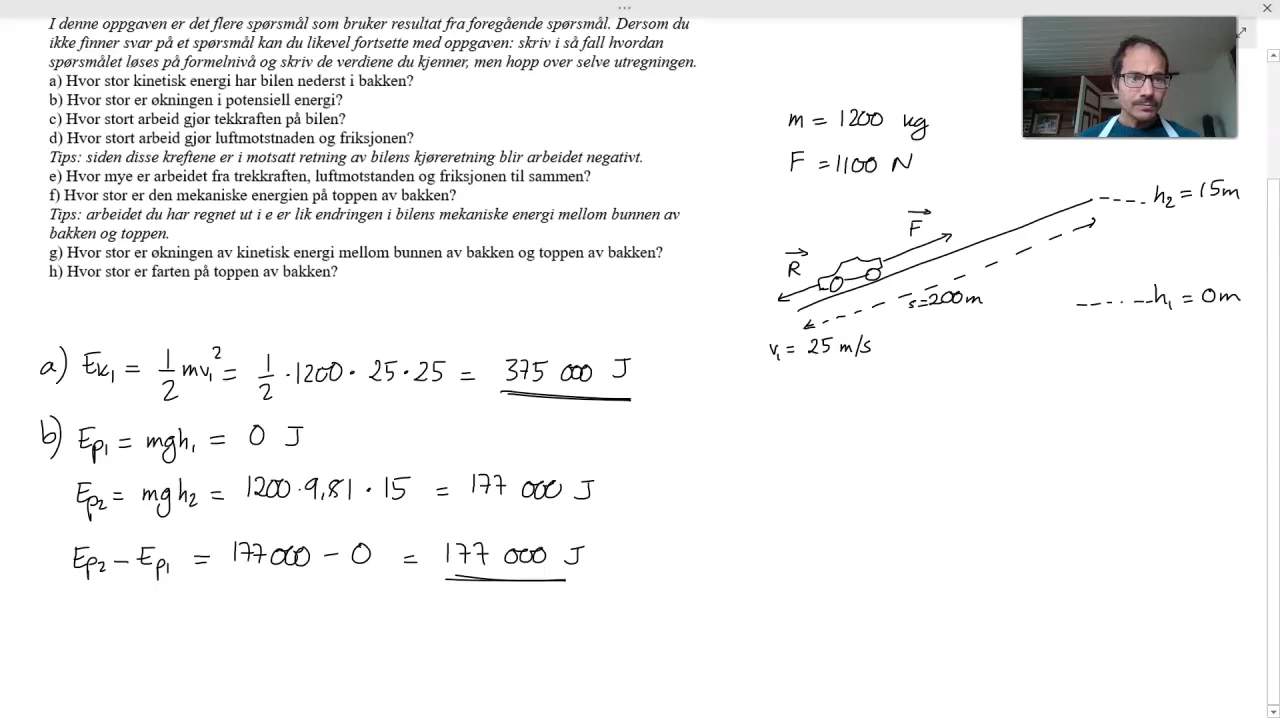 I denne oppgaven er det flere spørsmål som bruker resultat fra foregående spørsmål. Dersom du
ikke finner svar på et spørsmål kan du likevel fortsette med oppgaven: skriv i så fall hvordan
spørsmålet løses på formelnivå og skriv de verdiene du kjenner, men hopp over selve utregningen.
a) Hvor stor kinetisk energi har bilen nederst i bakken?
b) Hvor stor er økningen i potensiell energi?
c) Hvor stort arbeid gjør tekkraften på bilen?
d) Hvor stort arbeid gjør luftmotstnaden og friksjonen?
Tips: siden disse kreftene er i motsatt retning av bilens kjøreretning blir arbeidet negativt.
e) Hvor mye er arbeidet fra trekkraften, luftmotstanden og friksjonen til sammen?
f) Hvor stor er den mekaniske energien på toppen av bakken?
Tips: arbeidet du har regnet ut i e er lik endringen i bilens mekaniske energi mellom bunnen av
bakken og toppen.
g) Hvor stor er økningen av kinetisk energi mellom bunnen av bakken og toppen av bakken?
h) Hvor stor er farten på toppen av bakken?
m = 1200 kg
F = 1100 N
h₂ = 15m
F
R
s=200m
h₁ = 0m
v₁ = 25 m/s
a) Ek₁ = 1/2 mv₁² = 1/2 · 1200 · 25 · 25 = 375 000 J
b) Ep₁ = mgh₁ = 0 J
Ep₂ = mgh₂ = 1200 · 9,81 · 15 = 177 000 J
Ep₂ − Ep₁ = 177000 − 0 = 177 000 J